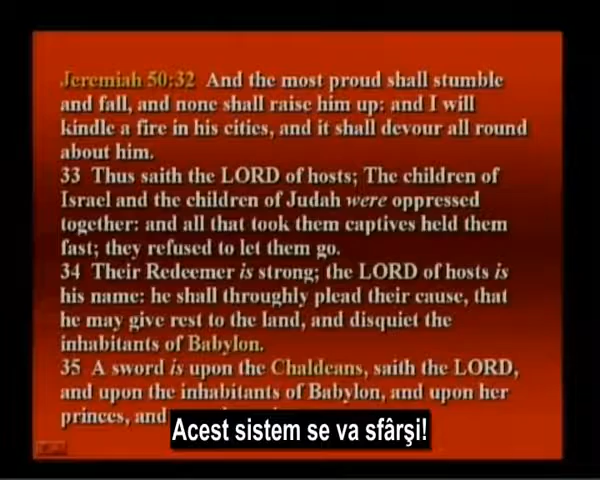 Jeremiah 50:32 And the most proud shall stumble
and fall, and none shall raise him up: and I will
kindle a fire in his cities, and it shall devour all round
about him.
33 Thus saith the LORD of hosts; The children of
Israel and the children of Judah were oppressed
together: and all that took them captives held them
fast; they refused to let them go.
34 Their Redeemer is strong; the LORD of hosts is
his name: he shall throughly plead their cause, that
he may give rest to the land, and disquiet the
inhabitants of Babylon.
35 A sword is upon the Chaldeans, saith the LORD,
and upon the inhabitants of Babylon, and upon her
princes, and
Acest sistem se va sfârşi!